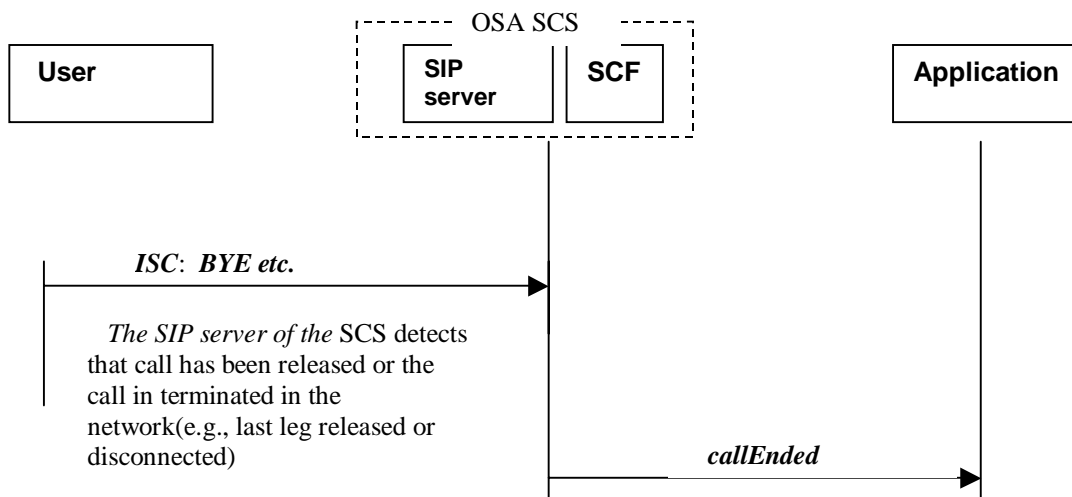 OSA SCS
User
SIP
server
SCF
Application
ISC: BYE etc.
The SIP server of the SCS detects
that call has been released or the
call in terminated in the
network(e.g., last leg released or
disconnected)
callEnded